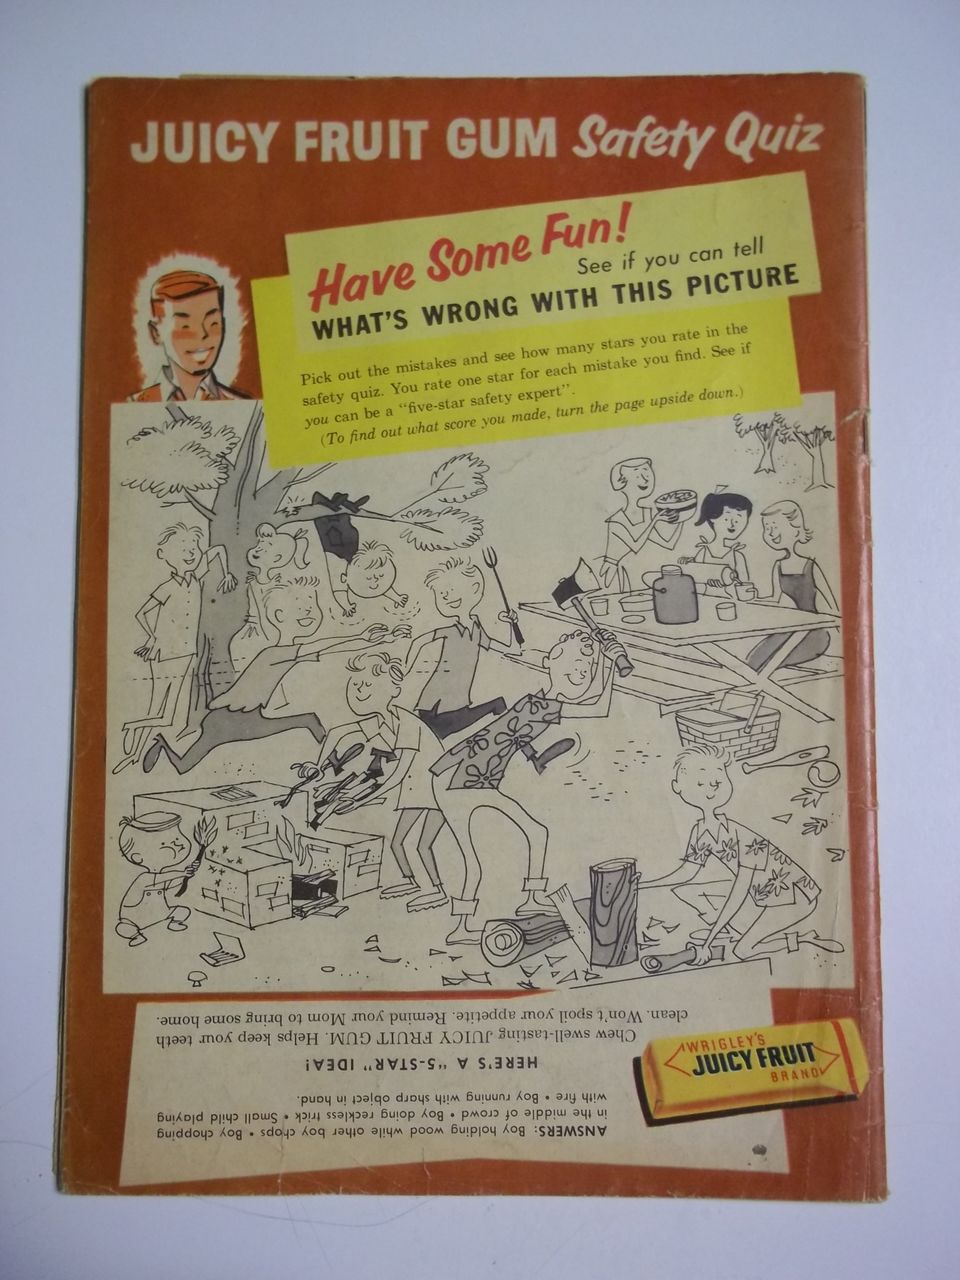 JUICY FRUIT GUM Safety Quiz
Have Some Fun!
See if you can tell
WHAT'S WRONG WITH THIS PICTURE
Pick out the mistakes and see how many stars you rate in the
safety quiz. You rate one star for each mistake you find. See if
you can be a "five-star safety expert".
(To find out what score you made, turn the page upside down.)
ANSWERS: Boy holding wood while other boy chops • Boy chopping
in the middle of crowd • Boy doing reckless trick • Small child playing
with fire • Boy running with sharp object in hand.
HERE'S A "5-STAR" IDEA!
Chew swell-tasting JUICY FRUIT GUM. Helps keep your teeth
clean. Won't spoil your appetite. Remind your Mom to bring some home.
WRIGLEY'S
JUICY FRUIT
BRAND